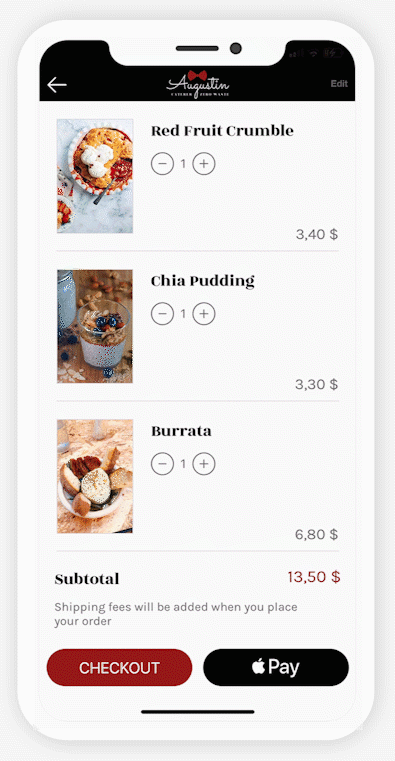 Augustin
CATERER ZERO WASTE
Edit
Red Fruit Crumble
1
3,40 $
Chia Pudding
1
3,30 $
Burrata
1
6,80 $
Subtotal
13,50 $
Shipping fees will be added when you place
your order
CHECKOUT
Pay